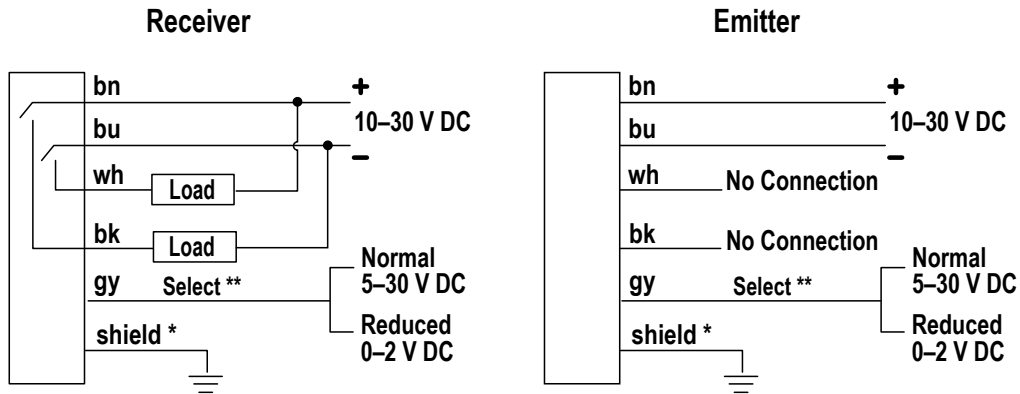 Receiver
bn
+
10–30 V DC
bu
–
wh
Load
bk
Load
gy
Select **
Normal
5–30 V DC
Reduced
0–2 V DC
shield *
Emitter
bn
+
10–30 V DC
bu
–
wh
No Connection
bk
No Connection
gy
Select **
Normal
5–30 V DC
Reduced
0–2 V DC
shield *